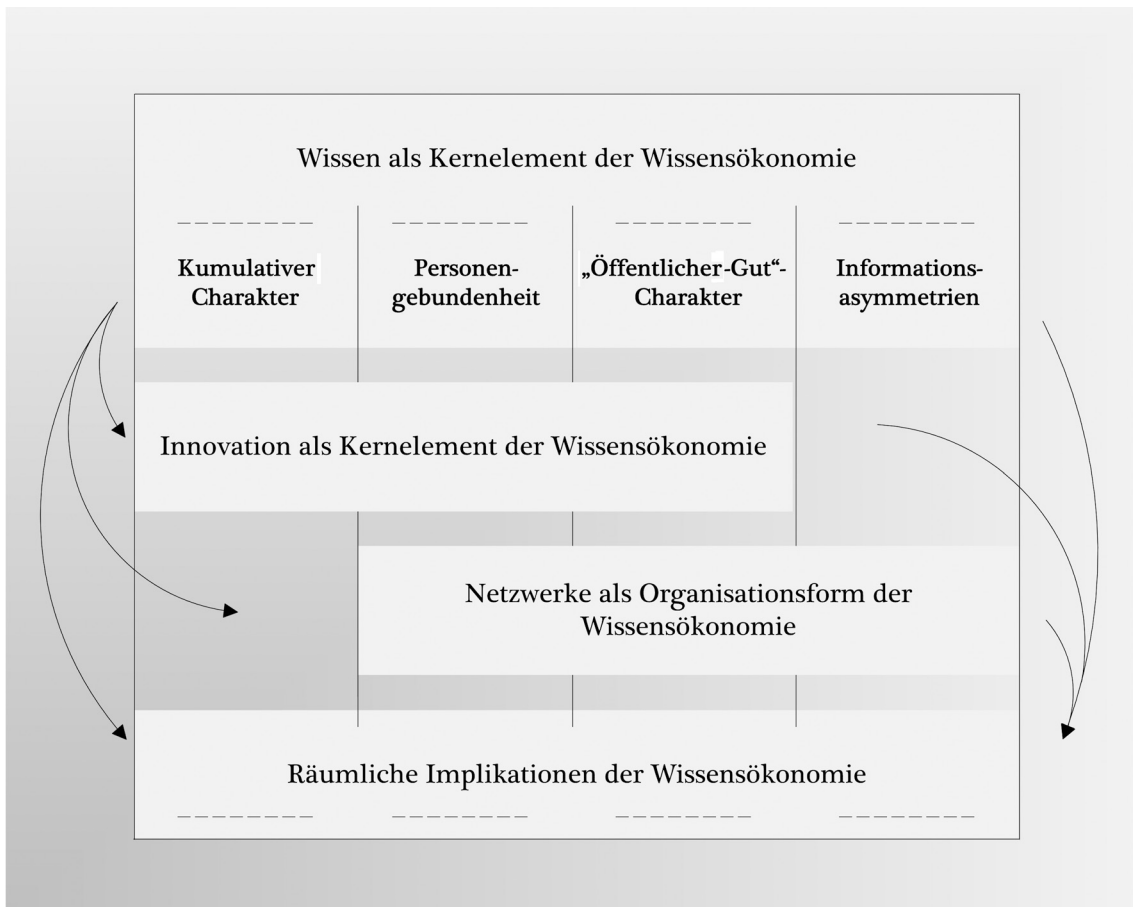 Wissen als Kernelement der Wissensökonomie
Kumulativer
Charakter
Personen-
gebundenheit
„Öffentlicher-Gut“-
Charakter
Informations-
asymmetrien
Innovation als Kernelement der Wissensökonomie
Netzwerke als Organisationsform der
Wissensökonomie
Räumliche Implikationen der Wissensökonomie